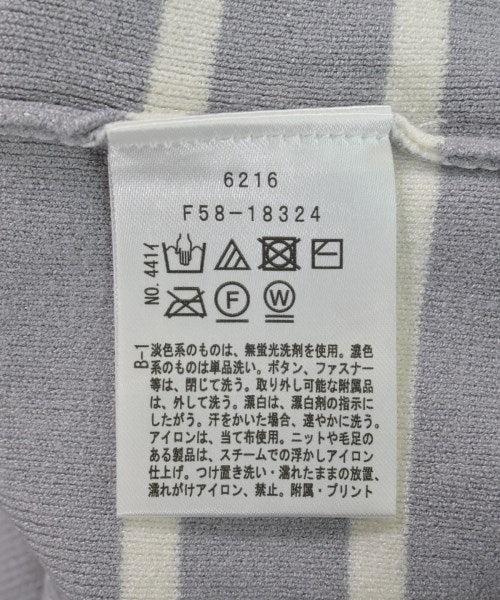 6216
F58-18324
NO.441イ
F
W
B-1
淡色系のものは、無蛍光洗剤を使用。濃色
系のものは単品洗い。ボタン、ファスナー
等は、閉じて洗う。取り外し可能な附属品
は、外して洗う。漂白は、漂白剤の指示に
したがう。汗をかいた場合、速やかに洗う。
アイロンは、当て布使用。ニットや毛足の
ある製品は、スチームでの浮かしアイロン
仕上げ。つけ置き洗い・濡れたままの放置、
濡れがけアイロン、禁止。附属・プリント